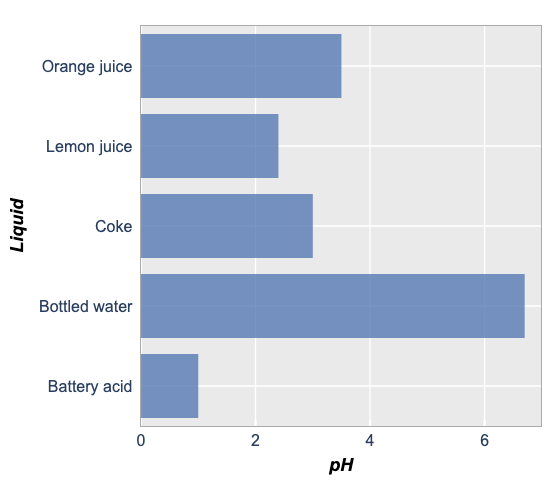 Orange juice
Lemon juice
Coke
Bottled water
Battery acid
Liquid
0 2 4 6
pH